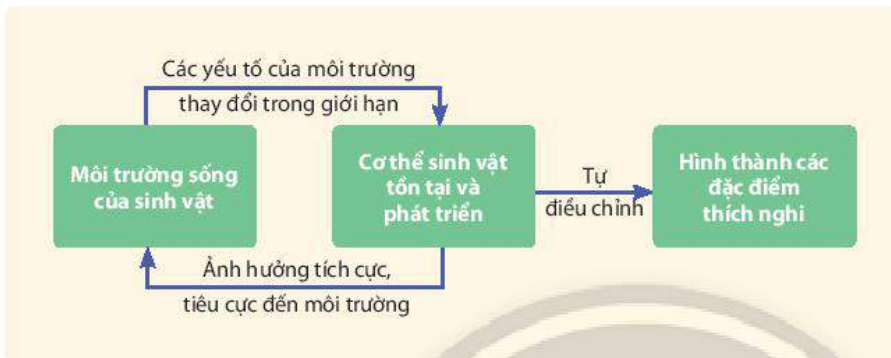 Các yếu tố của môi trường
thay đổi trong giới hạn
Môi trường sống
của sinh vật
Cơ thể sinh vật
tồn tại và
phát triển
Tự
điều chỉnh
Hình thành các
đặc điểm
thích nghi
Ảnh hưởng tích cực,
tiêu cực đến môi trường